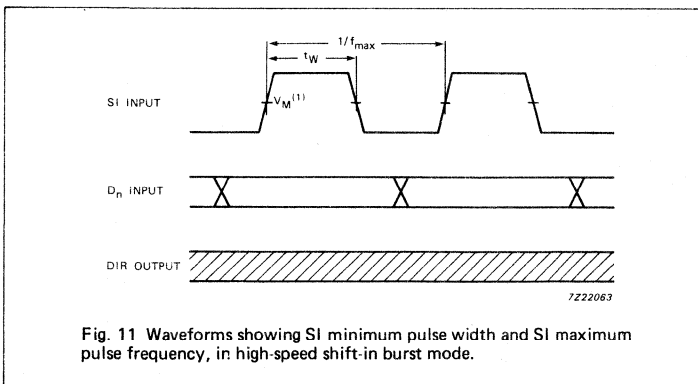 1/fmax
tW
SI INPUT
VM(1)
Dn INPUT
DIR OUTPUT
7Z22063
Fig. 11 Waveforms showing SI minimum pulse width and SI maximum
pulse frequency, in high-speed shift-in burst mode.